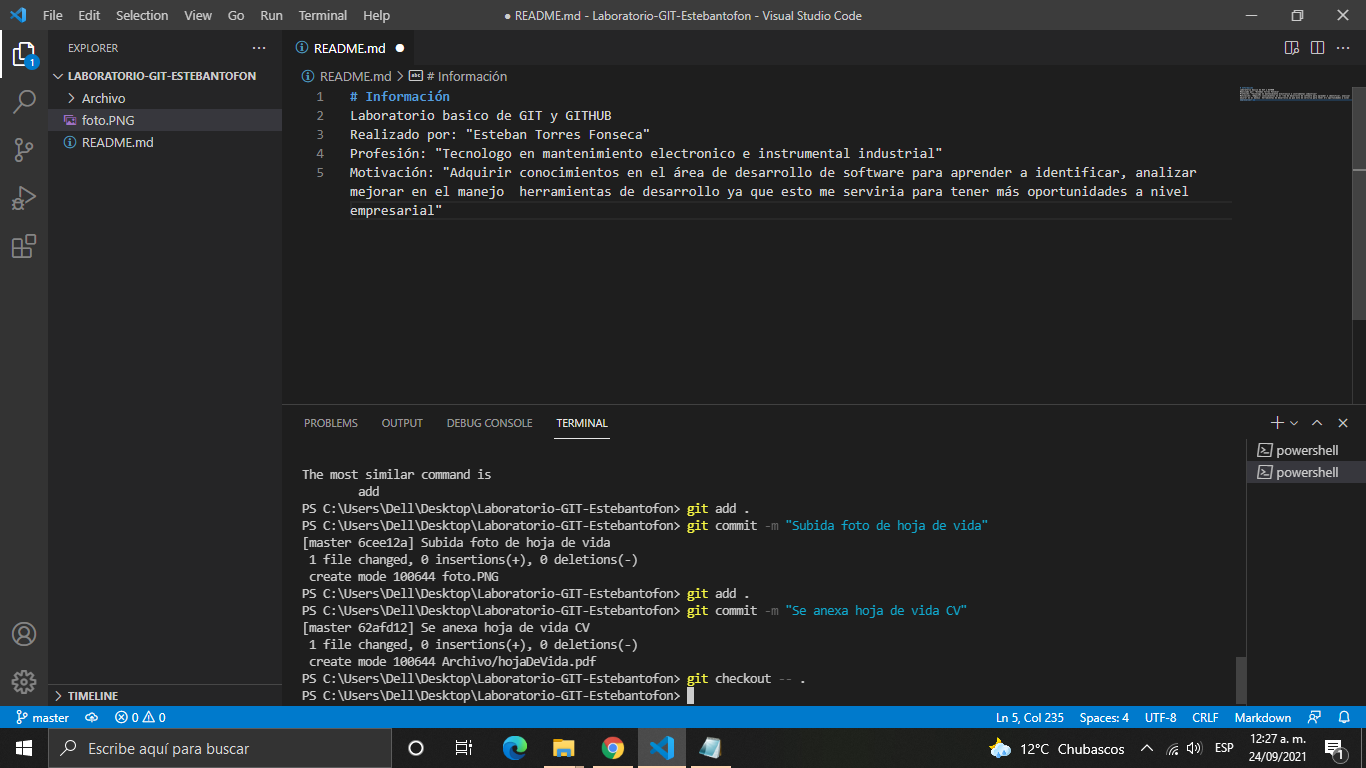 File Edit Selection View Go Run Terminal Help
● README.md - Laboratorio-GIT-Estebantofon - Visual Studio Code
EXPLORER
LABORATORIO-GIT-ESTEBANTOFON
Archivo
foto.PNG
README.md
TIMELINE
1
README.md
README.md > # Información
1 # Información
2 Laboratorio basico de GIT y GITHUB
3 Realizado por: "Esteban Torres Fonseca"
4 Profesión: "Tecnologo en mantenimiento electronico e instrumental industrial"
5 Motivación: "Adquirir conocimientos en el área de desarrollo de software para aprender a identificar, analizar
mejorar en el manejo  herramientas de desarrollo ya que esto me serviria para tener más oportunidades a nivel
empresarial"
PROBLEMS OUTPUT DEBUG CONSOLE TERMINAL
The most similar command is
add
PS C:\Users\Dell\Desktop\Laboratorio-GIT-Estebantofon> git add .
PS C:\Users\Dell\Desktop\Laboratorio-GIT-Estebantofon> git commit -m "Subida foto de hoja de vida"
[master 6cee12a] Subida foto de hoja de vida
1 file changed, 0 insertions(+), 0 deletions(-)
create mode 100644 foto.PNG
PS C:\Users\Dell\Desktop\Laboratorio-GIT-Estebantofon> git add .
PS C:\Users\Dell\Desktop\Laboratorio-GIT-Estebantofon> git commit -m "Se anexa hoja de vida CV"
[master 62afd12] Se anexa hoja de vida CV
1 file changed, 0 insertions(+), 0 deletions(-)
create mode 100644 Archivo/hojaDeVida.pdf
PS C:\Users\Dell\Desktop\Laboratorio-GIT-Estebantofon> git checkout -- .
PS C:\Users\Dell\Desktop\Laboratorio-GIT-Estebantofon>
powershell
powershell
master 0 0 Ln 5, Col 235 Spaces: 4 UTF-8 CRLF Markdown
Escribe aquí para buscar
12°C Chubascos ESP
12:27 a. m.
24/09/2021
1